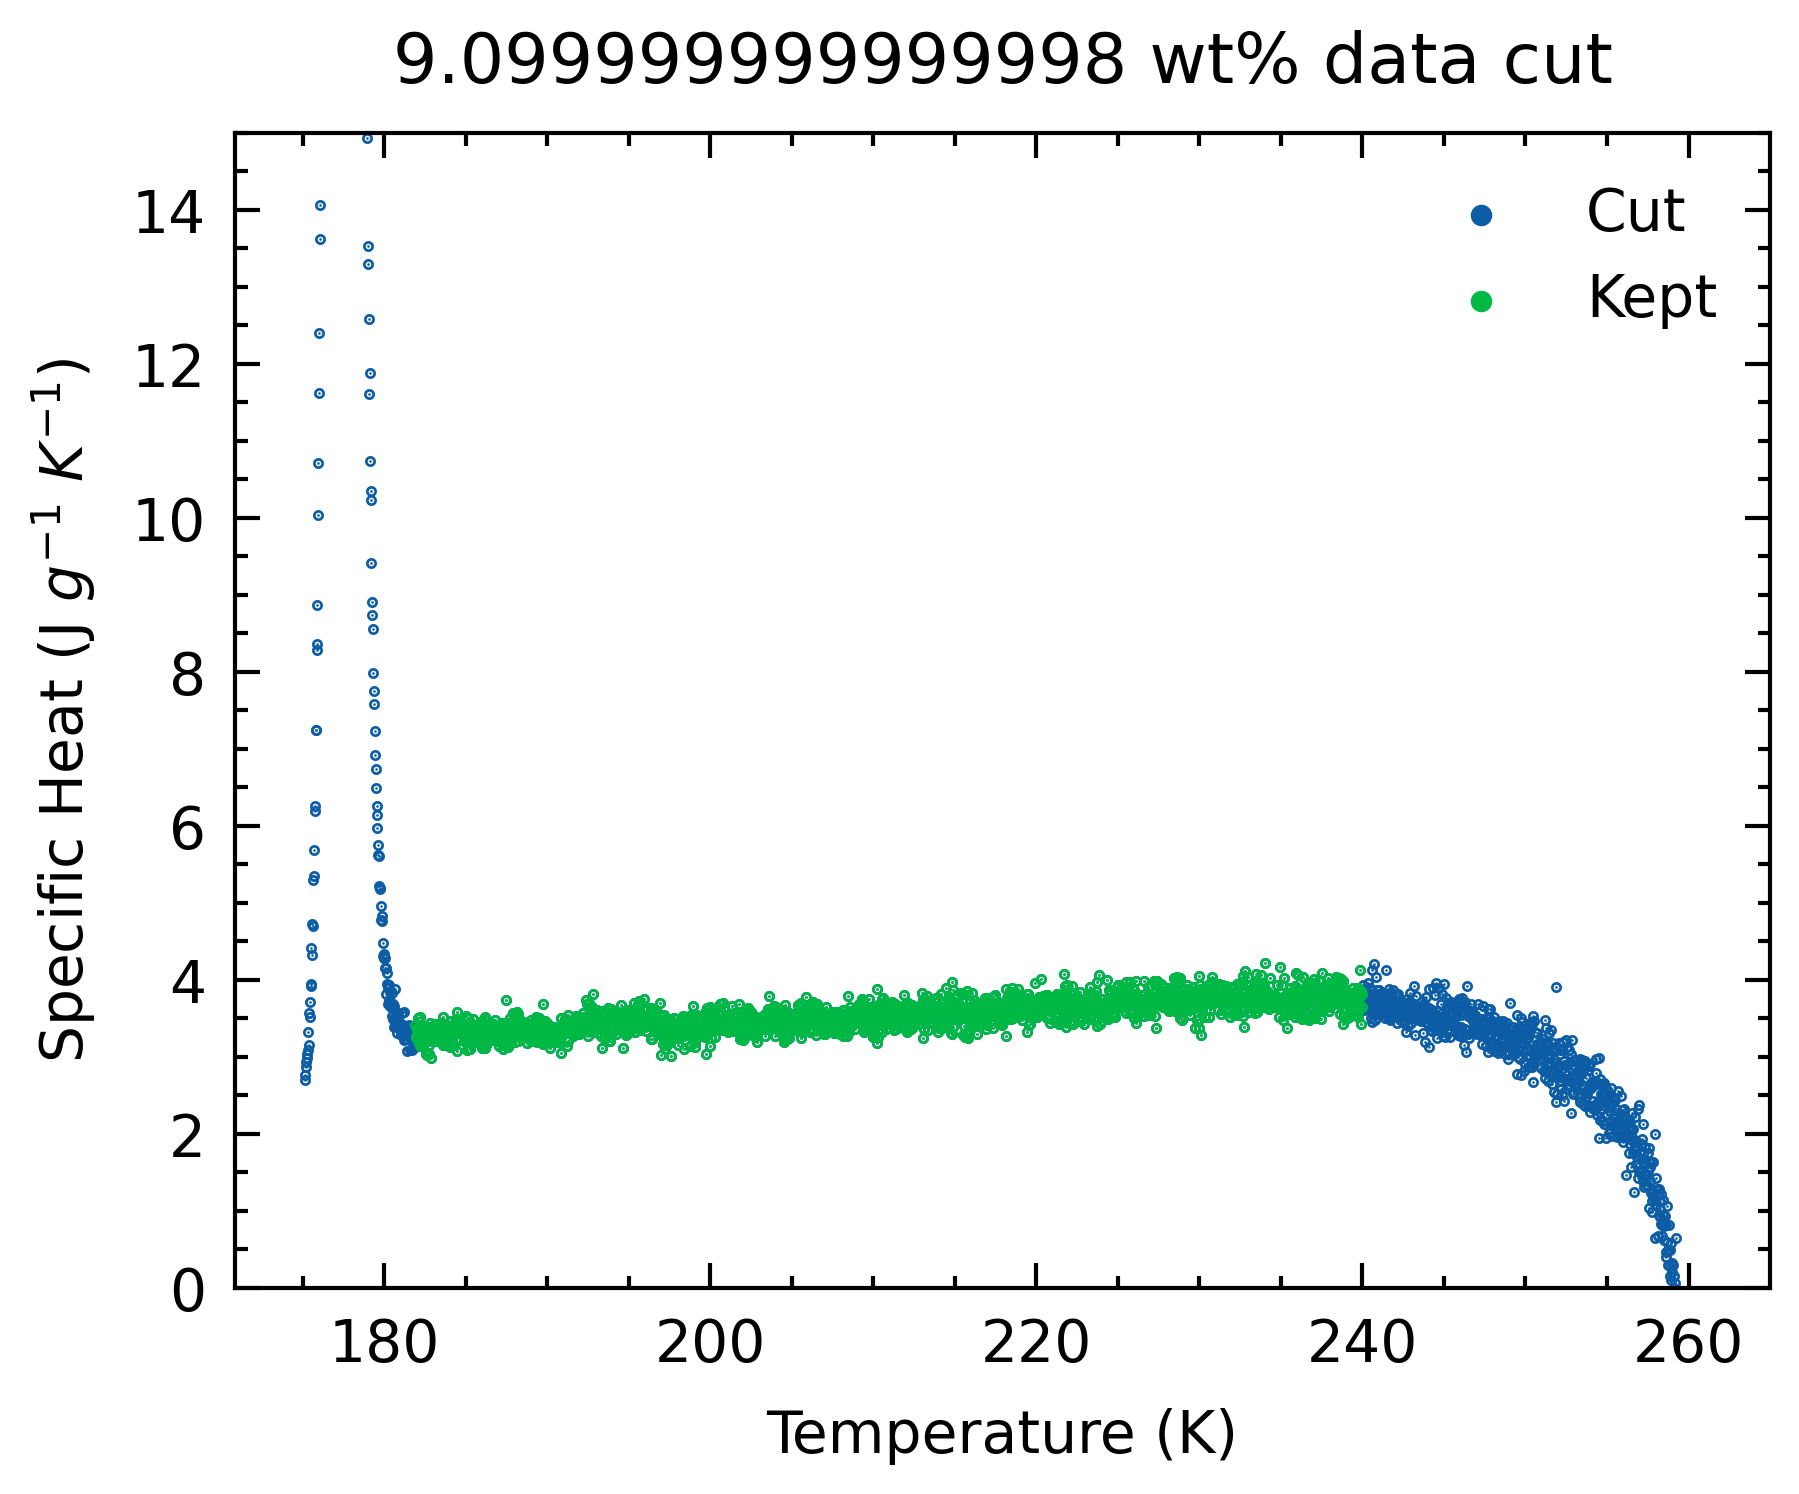 9.099999999999998 wt% data cut
Specific Heat (J g⁻¹ K⁻¹)
14
12
10
8
6
4
2
0
Cut
Kept
180 200 220 240 260
Temperature (K)